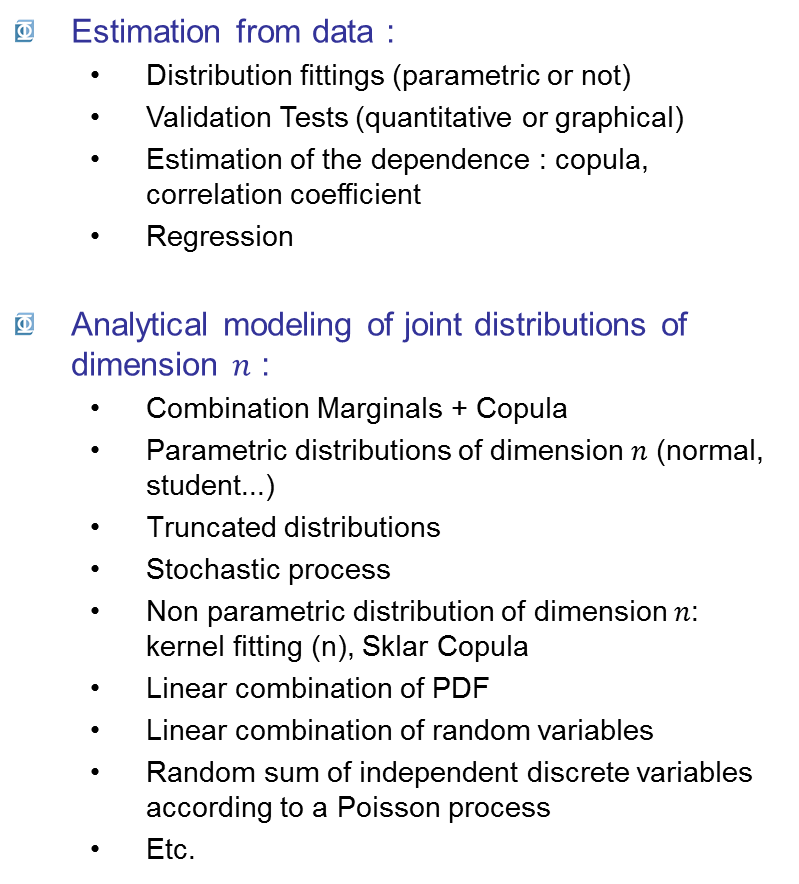 Estimation from data :
• Distribution fittings (parametric or not)
• Validation Tests (quantitative or graphical)
• Estimation of the dependence : copula,
correlation coefficient
• Regression
Analytical modeling of joint distributions of
dimension 𝑛 :
• Combination Marginals + Copula
• Parametric distributions of dimension 𝑛 (normal,
student...)
• Truncated distributions
• Stochastic process
• Non parametric distribution of dimension 𝑛:
kernel fitting (n), Sklar Copula
• Linear combination of PDF
• Linear combination of random variables
• Random sum of independent discrete variables
according to a Poisson process
• Etc.